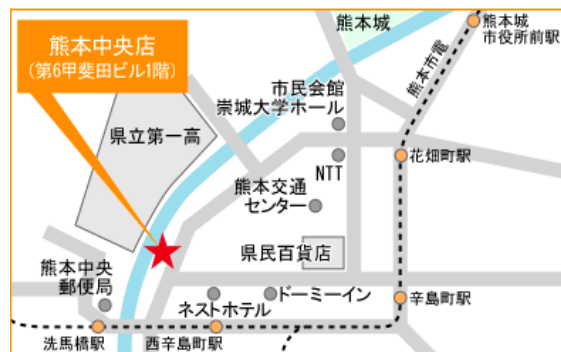 熊本中央店
(第6甲斐田ビル1階)
熊本城
熊本城
市役所前駅
熊本市電
市民会館
崇城大学ホール
県立第一高
NTT
花畑町駅
熊本交通
センター
県民百貨店
熊本中央
郵便局
ネストホテル
ドーミーイン
辛島町駅
洗馬橋駅
西辛島町駅